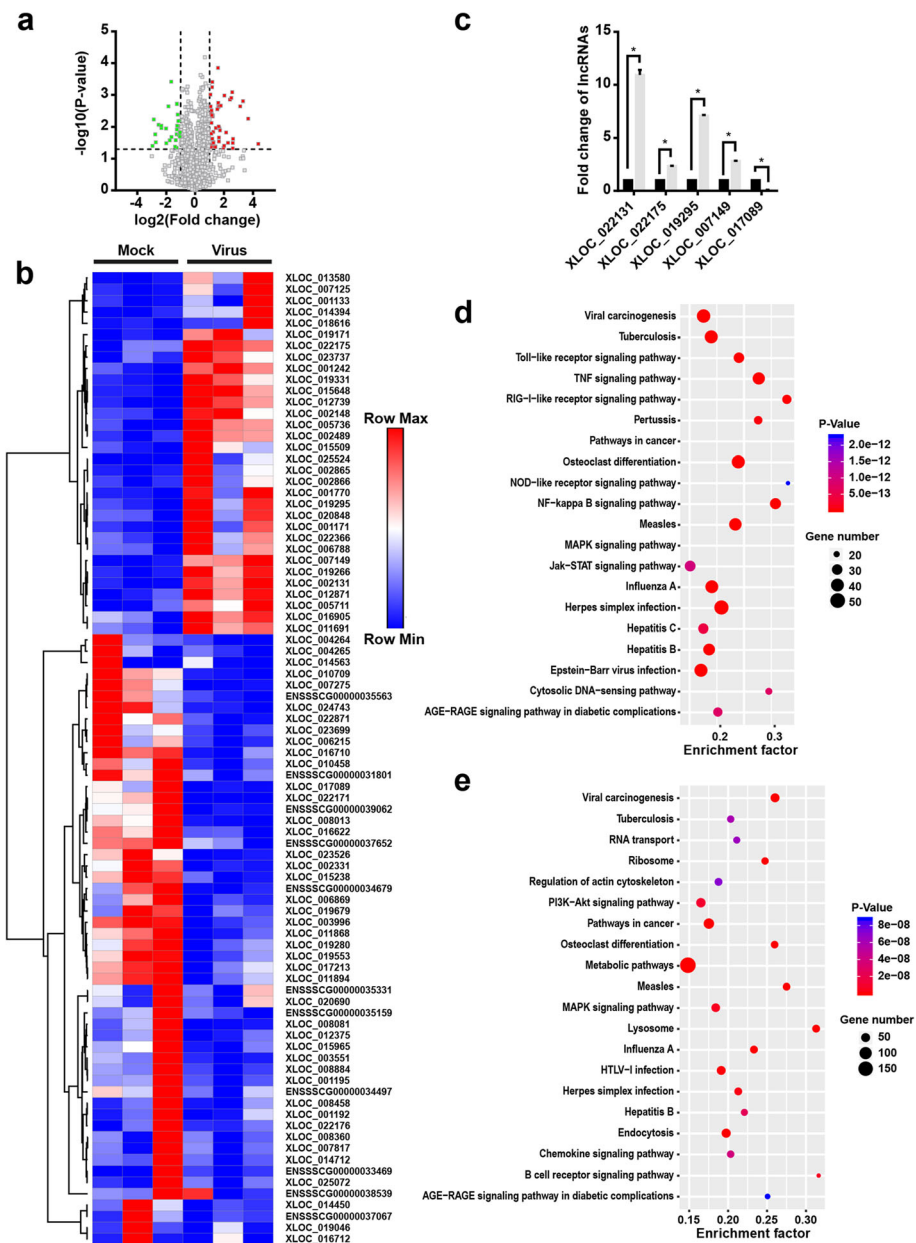 a
5
4
3
2
1
0
-log10(P-value)
-4 -2 0 2 4
log2(Fold change)
c
Fold change of lncRNAs
15
10
5
0
*
*
*
*
*
XLOC_022131
XLOC_022175
XLOC_019295
XLOC_007149
XLOC_017089
b
Mock Virus
XLOC_013580
XLOC_007125
XLOC_001133
XLOC_014394
XLOC_018616
XLOC_019171
XLOC_022175
XLOC_023737
XLOC_001242
XLOC_019331
XLOC_015648
XLOC_012739
XLOC_002148
XLOC_005736
XLOC_002489
XLOC_015509
XLOC_025524
XLOC_002865
XLOC_002866
XLOC_001770
XLOC_019295
XLOC_020848
XLOC_001171
XLOC_022366
XLOC_006788
XLOC_007149
XLOC_019266
XLOC_002131
XLOC_012871
XLOC_005711
XLOC_016905
XLOC_011691
XLOC_004264
XLOC_004265
XLOC_014563
XLOC_010709
XLOC_007275
ENSSSCG00000035563
XLOC_024743
XLOC_022871
XLOC_023699
XLOC_006215
XLOC_016710
XLOC_010458
ENSSSCG00000031801
XLOC_017089
XLOC_022171
ENSSSCG00000039062
XLOC_008013
XLOC_016622
ENSSSCG00000037652
XLOC_023526
XLOC_002331
XLOC_015238
ENSSSCG00000034679
XLOC_006869
XLOC_019679
XLOC_003996
XLOC_011868
XLOC_019280
XLOC_019553
XLOC_017213
XLOC_011894
ENSSSCG00000035331
XLOC_020690
ENSSSCG00000035159
XLOC_008081
XLOC_012375
XLOC_015965
XLOC_003551
XLOC_008884
XLOC_001195
ENSSSCG00000034497
XLOC_008458
XLOC_001192
XLOC_022176
XLOC_008360
XLOC_007817
XLOC_014712
ENSSSCG00000033469
XLOC_025072
ENSSSCG00000038539
XLOC_014450
ENSSSCG00000037067
XLOC_019046
XLOC_016712
Row Max
Row Min
d
Viral carcinogenesis
Tuberculosis
Toll−like receptor signaling pathway
TNF signaling pathway
RIG−I−like receptor signaling pathway
Pertussis
Pathways in cancer
Osteoclast differentiation
NOD−like receptor signaling pathway
NF−kappa B signaling pathway
Measles
MAPK signaling pathway
Jak−STAT signaling pathway
Influenza A
Herpes simplex infection
Hepatitis C
Hepatitis B
Epstein−Barr virus infection
Cytosolic DNA−sensing pathway
AGE−RAGE signaling pathway in diabetic complications
0.2 0.3
Enrichment factor
P-Value
2.0e−12
1.5e−12
1.0e−12
5.0e−13
Gene number
20
30
40
50
e
Viral carcinogenesis
Tuberculosis
RNA transport
Ribosome
Regulation of actin cytoskeleton
PI3K−Akt signaling pathway
Pathways in cancer
Osteoclast differentiation
Metabolic pathways
Measles
MAPK signaling pathway
Lysosome
Influenza A
HTLV−I infection
Herpes simplex infection
Hepatitis B
Endocytosis
Chemokine signaling pathway
B cell receptor signaling pathway
AGE−RAGE signaling pathway in diabetic complications
0.15 0.20 0.25 0.30
Enrichment factor
P-Value
8e−08
6e−08
4e−08
2e−08
Gene number
50
100
150